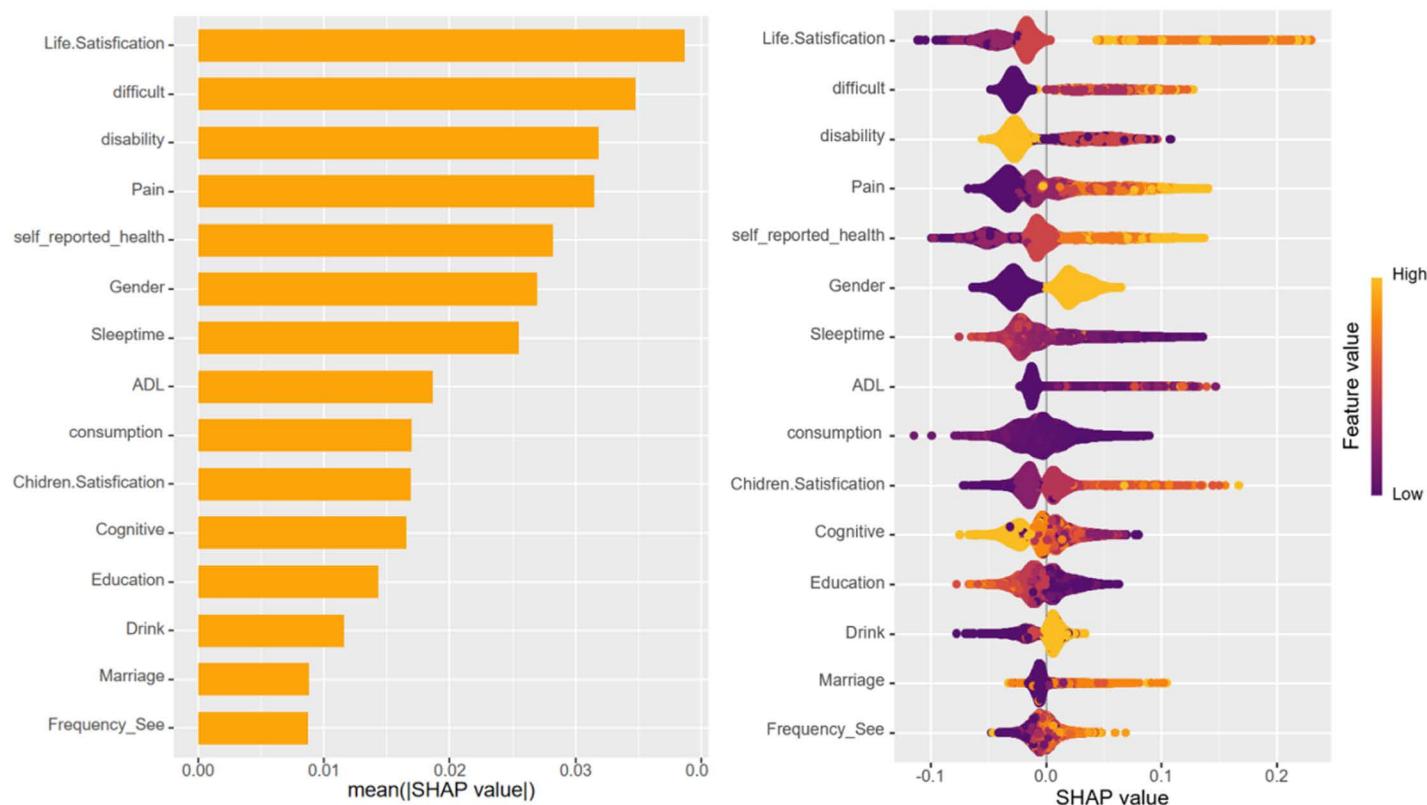 Life.Satisfication
difficult
disability
Pain
self_reported_health
Gender
Sleeptime
ADL
consumption
Chidren.Satisfication
Cognitive
Education
Drink
Marriage
Frequency_See
0.00 0.01 0.02 0.03 0.0
mean(|SHAP value|)
Life.Satisfication
difficult
disability
Pain
self_reported_health
Gender
Sleeptime
ADL
consumption
Chidren.Satisfication
Cognitive
Education
Drink
Marriage
Frequency_See
-0.1 0.0 0.1 0.2
SHAP value
High
Feature value
Low